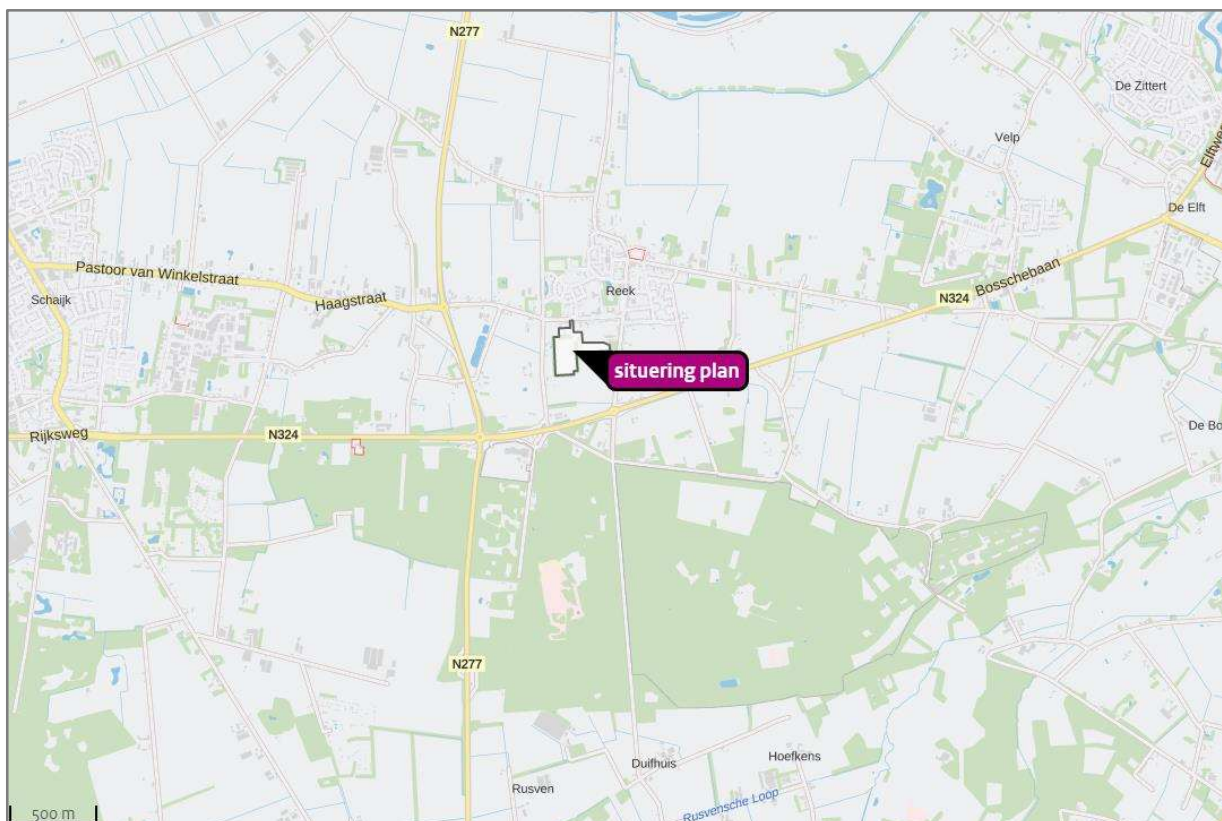 N277
De Zittert
Velp
Elftwe
De Elft
Pastoor van Winkelstraat
Haagstraat
Schaijk
Reek
Bosschebaan
N324
situering plan
Rijksweg
N324
De Bo
N277
Duifhuis
Hoefkens
Rusven
Rusvensche Loop
500 m